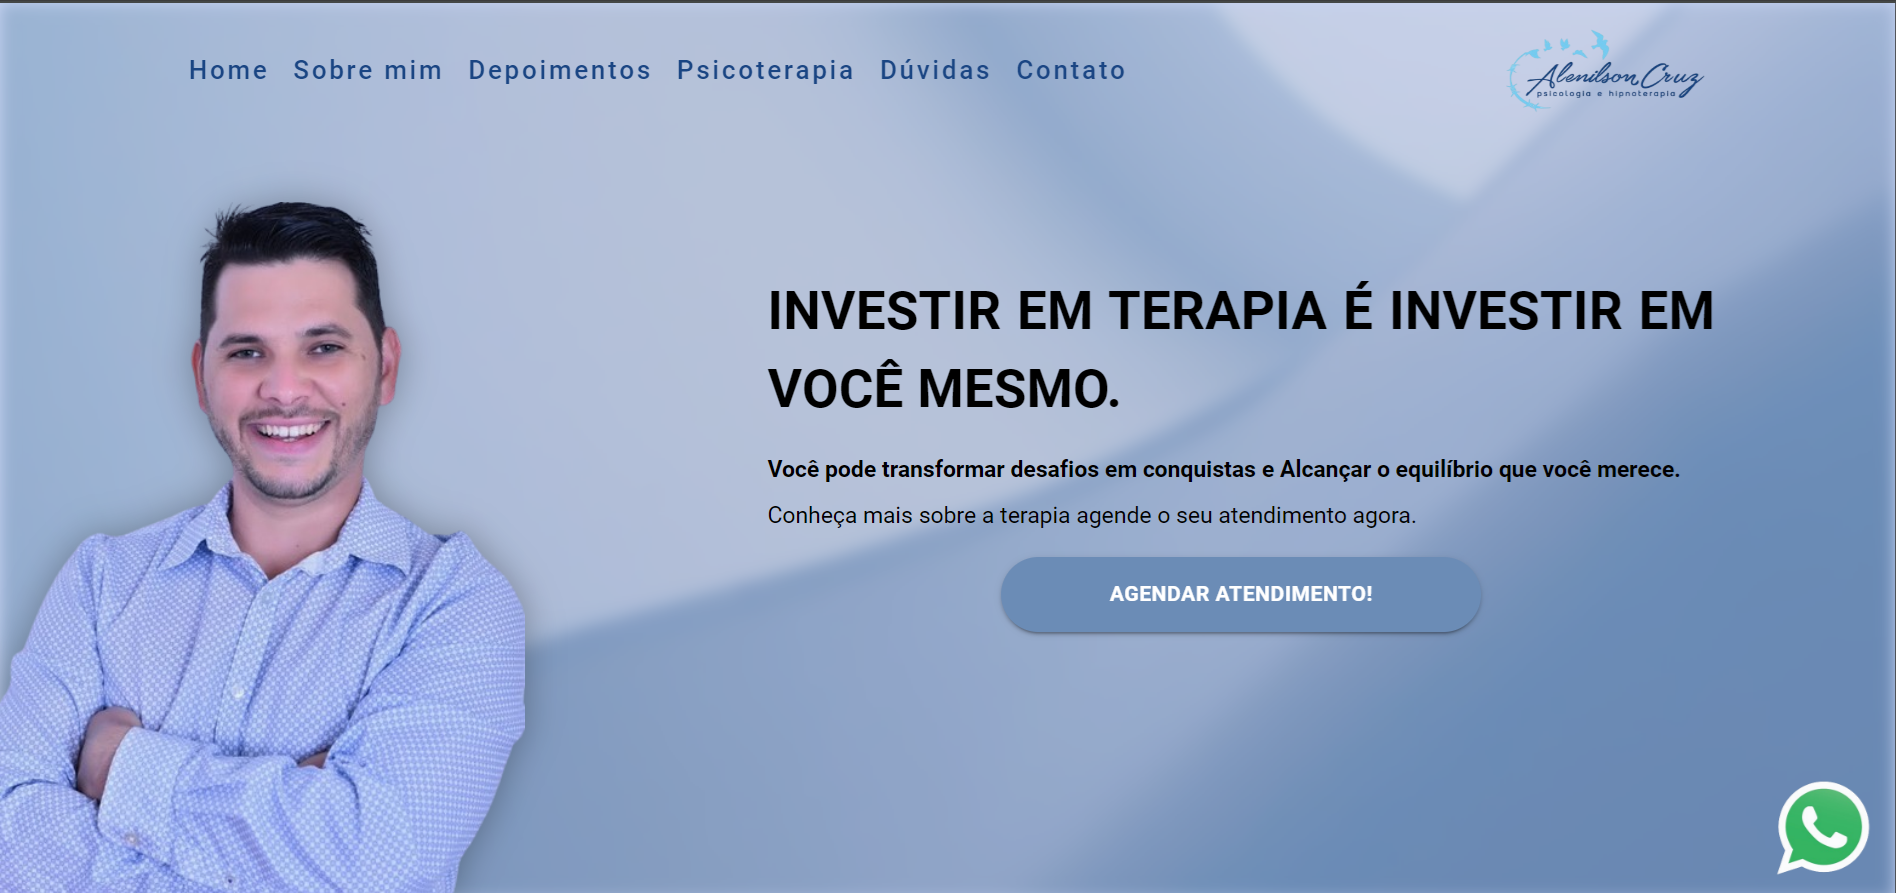 Home Sobre mim Depoimentos Psicoterapia Dúvidas Contato
Alenilson Cruz
psicologia e hipnoterapia
INVESTIR EM TERAPIA É INVESTIR EM
VOCÊ MESMO.
Você pode transformar desafios em conquistas e Alcançar o equilíbrio que você merece.
Conheça mais sobre a terapia agende o seu atendimento agora.
AGENDAR ATENDIMENTO!